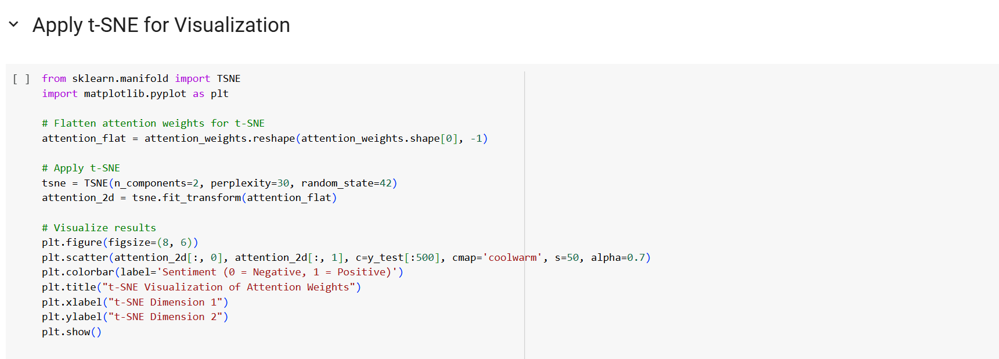 Apply t-SNE for Visualization
[ ] from sklearn.manifold import TSNE
import matplotlib.pyplot as plt
# Flatten attention weights for t-SNE
attention_flat = attention_weights.reshape(attention_weights.shape[0], -1)
# Apply t-SNE
tsne = TSNE(n_components=2, perplexity=30, random_state=42)
attention_2d = tsne.fit_transform(attention_flat)
# Visualize results
plt.figure(figsize=(8, 6))
plt.scatter(attention_2d[:, 0], attention_2d[:, 1], c=y_test[:500], cmap='coolwarm', s=50, alpha=0.7)
plt.colorbar(label='Sentiment (0 = Negative, 1 = Positive)')
plt.title("t-SNE Visualization of Attention Weights")
plt.xlabel("t-SNE Dimension 1")
plt.ylabel("t-SNE Dimension 2")
plt.show()